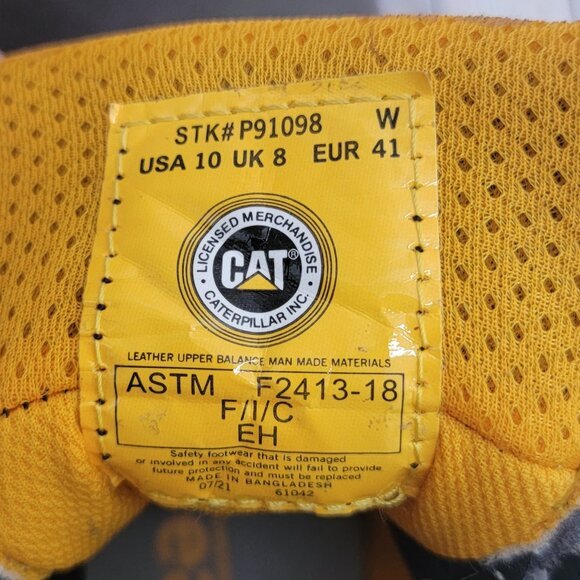 STK# P91098 W
USA 10 UK 8 EUR 41
• LICENSED MERCHANDISE •
CAT®
CATERPILLAR INC.
LEATHER UPPER BALANCE MAN MADE MATERIALS
ASTM F2413-18
F/I/C
EH
Safety footwear that is damaged
or involved in any accident will fail to provide
future protection and must be replaced
MADE IN BANGLADESH
07/21 61042